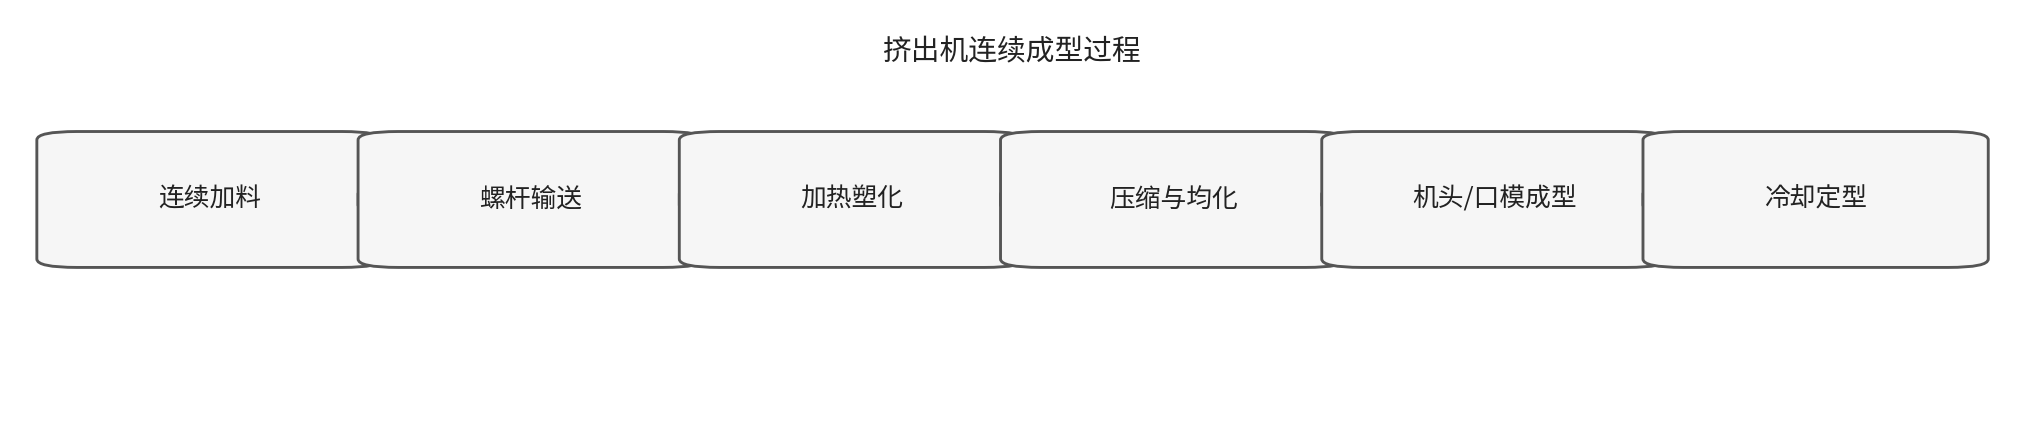 挤出机连续成型过程
连续加料
螺杆输送
加热塑化
压缩与均化
机头/口模成型
冷却定型